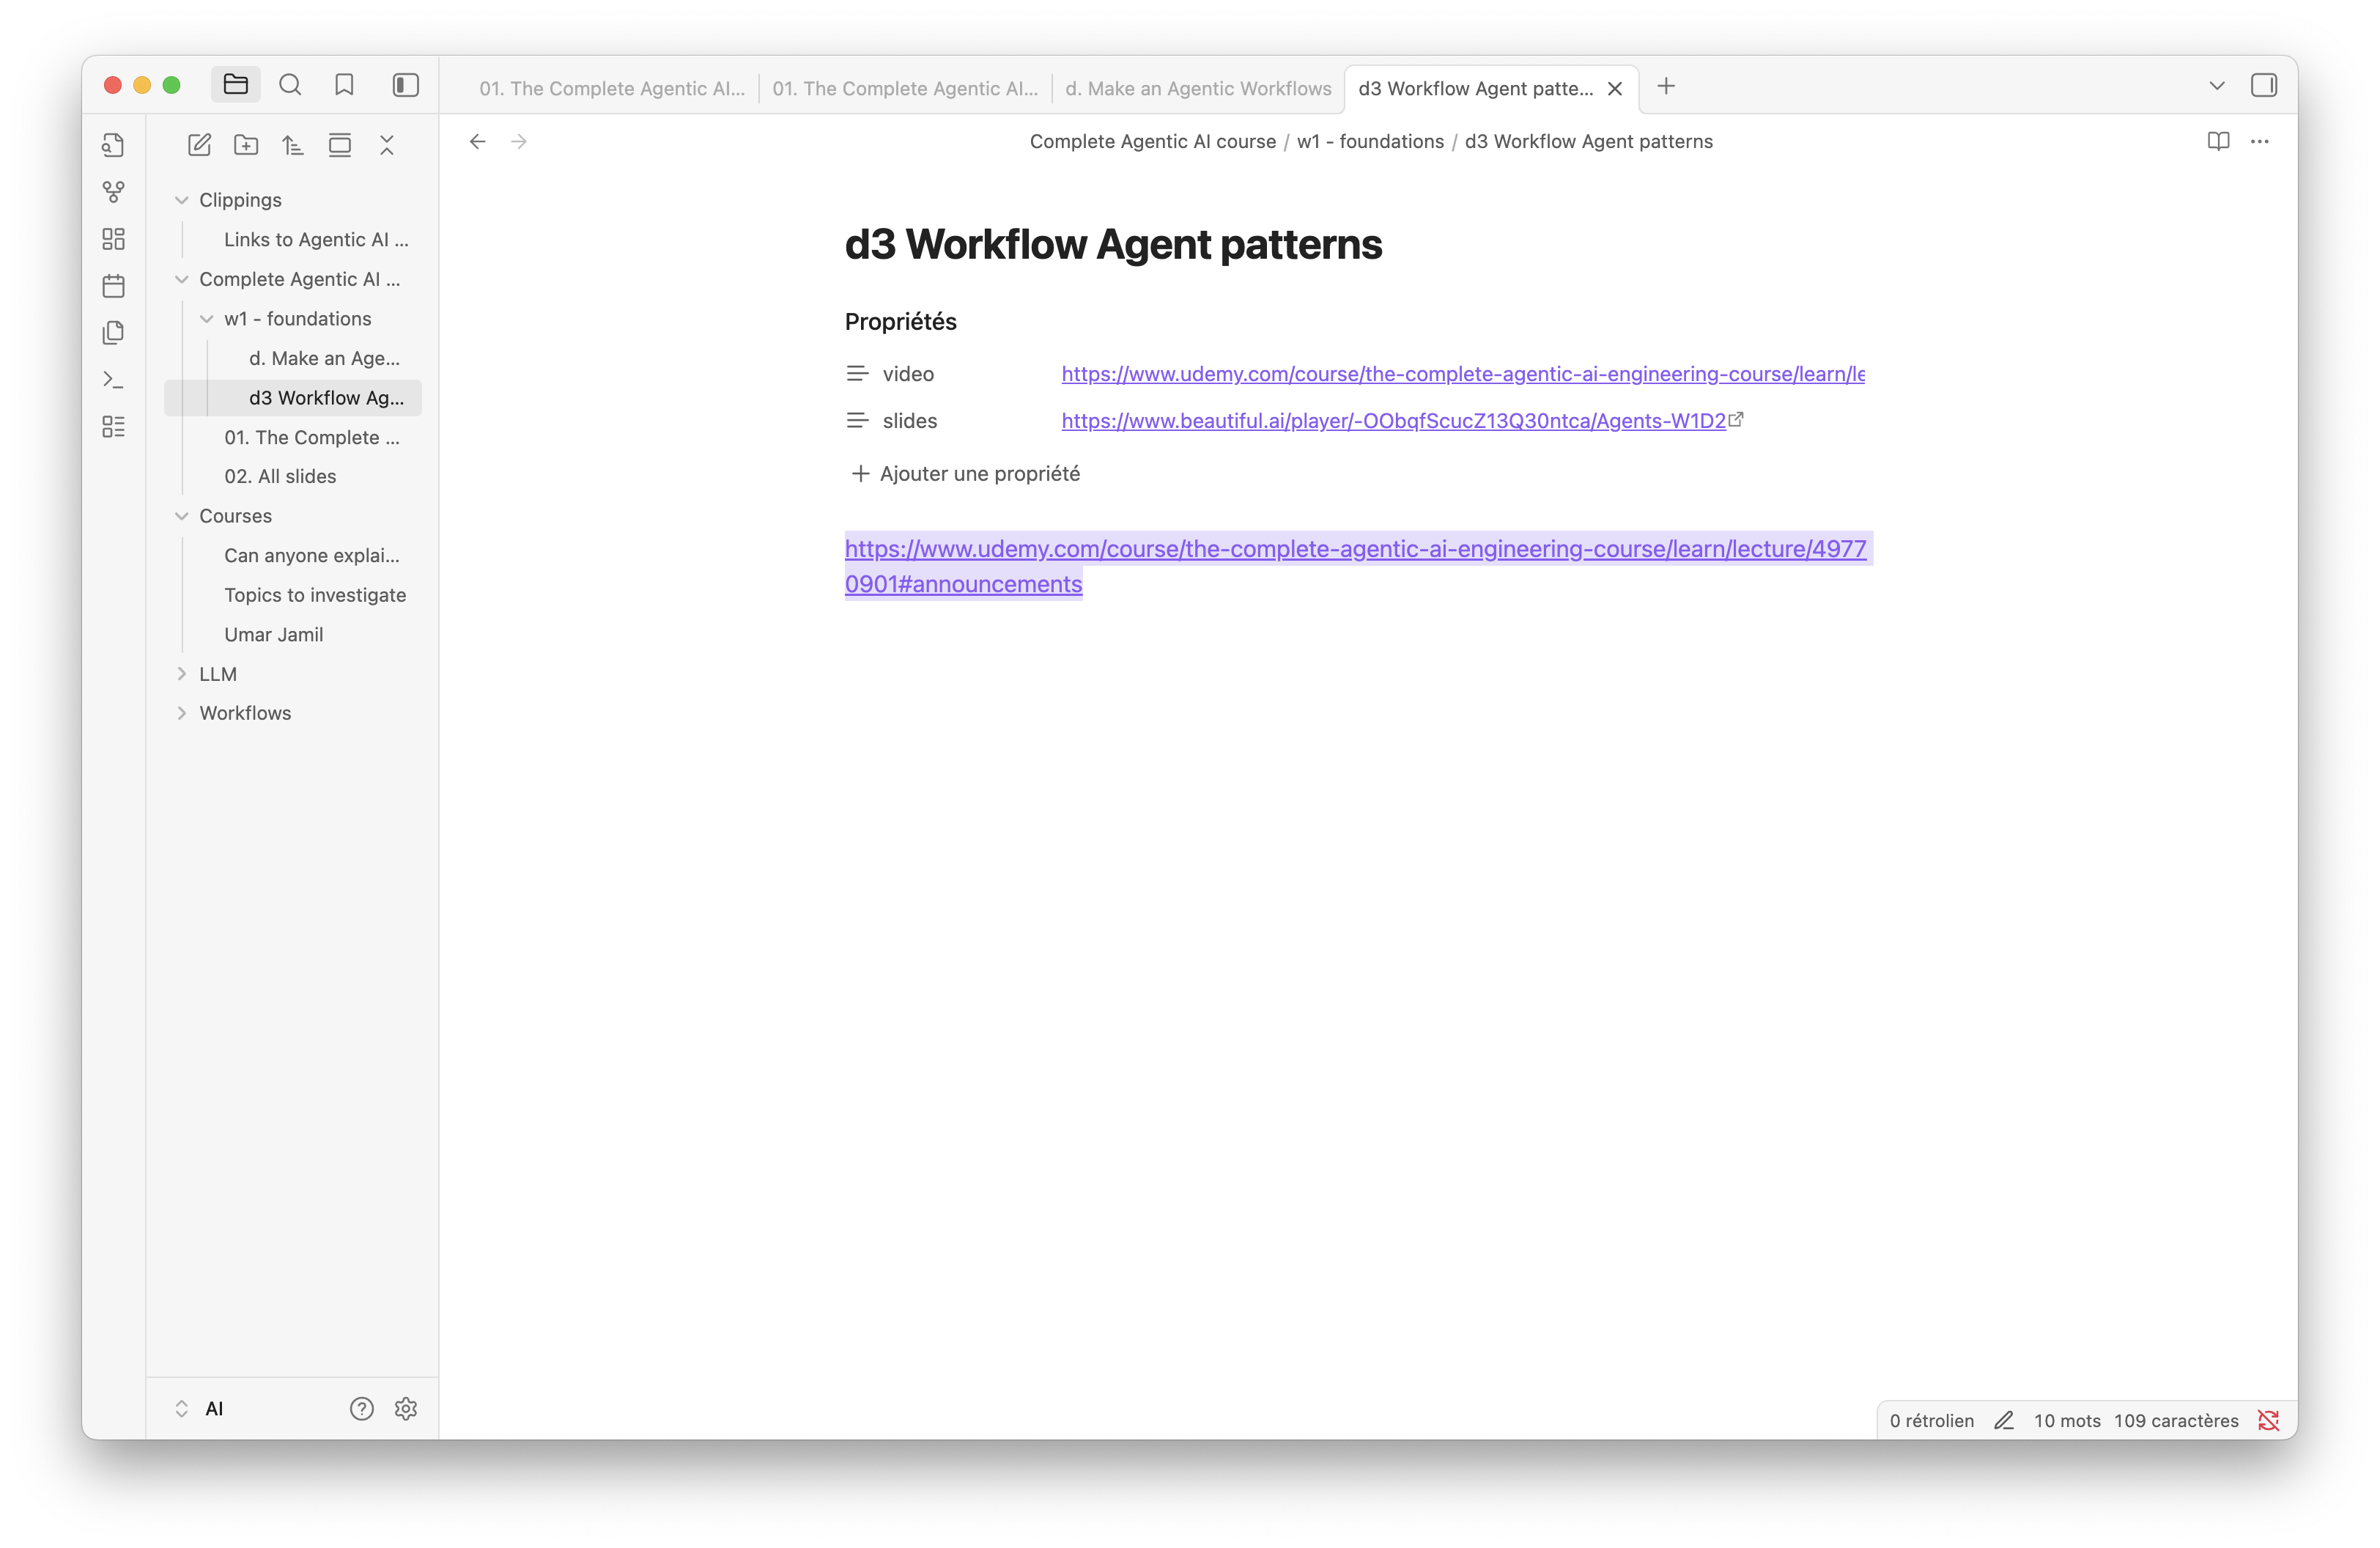 01. The Complete Agentic AI...
01. The Complete Agentic AI...
d. Make an Agentic Workflows
d3 Workflow Agent patte...
Complete Agentic AI course / w1 - foundations / d3 Workflow Agent patterns
Clippings
Links to Agentic AI ...
Complete Agentic AI ...
w1 - foundations
d. Make an Age...
d3 Workflow Ag...
01. The Complete ...
02. All slides
Courses
Can anyone explai...
Topics to investigate
Umar Jamil
LLM
Workflows
AI
d3 Workflow Agent patterns
Propriétés
video https://www.udemy.com/course/the-complete-agentic-ai-engineering-course/learn/le
slides https://www.beautiful.ai/player/-OObqfScucZ13Q30ntca/Agents-W1D2
Ajouter une propriété
https://www.udemy.com/course/the-complete-agentic-ai-engineering-course/learn/lecture/4977
0901#announcements
0 rétrolien 10 mots 109 caractères